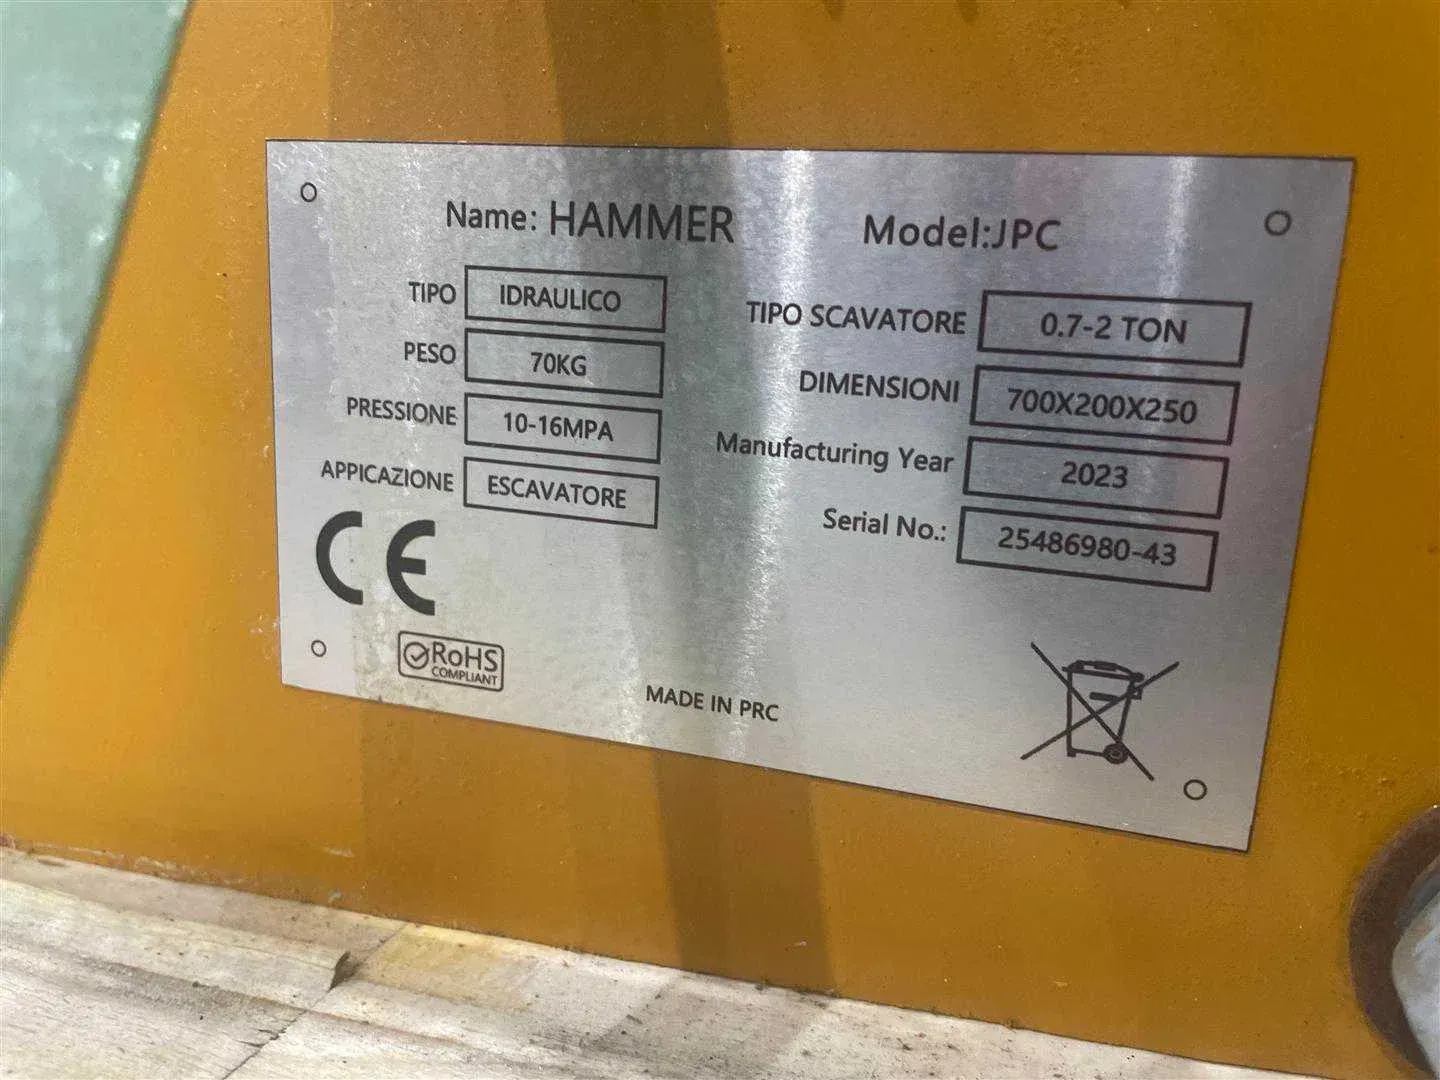 Name: HAMMER
Model:JPC
TIPO IDRAULICO
PESO 70KG
PRESSIONE 10-16MPA
APPICAZIONE ESCAVATORE
TIPO SCAVATORE 0.7-2 TON
DIMENSIONI 700X200X250
Manufacturing Year 2023
Serial No.: 25486980-43
CE
RoHS
COMPLIANT
MADE IN PRC